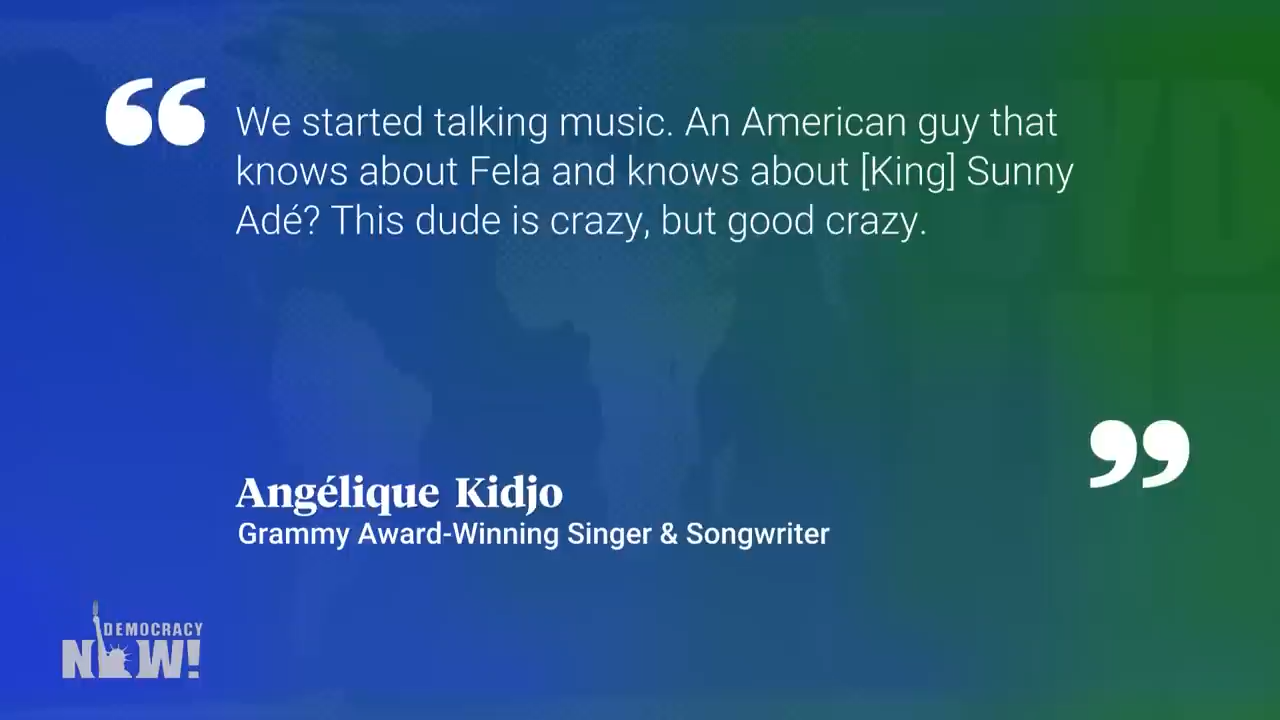 “
We started talking music. An American guy that
knows about Fela and knows about [King] Sunny
Adé? This dude is crazy, but good crazy.
”
Angélique Kidjo
Grammy Award-Winning Singer & Songwriter
DEMOCRACY
NOW!